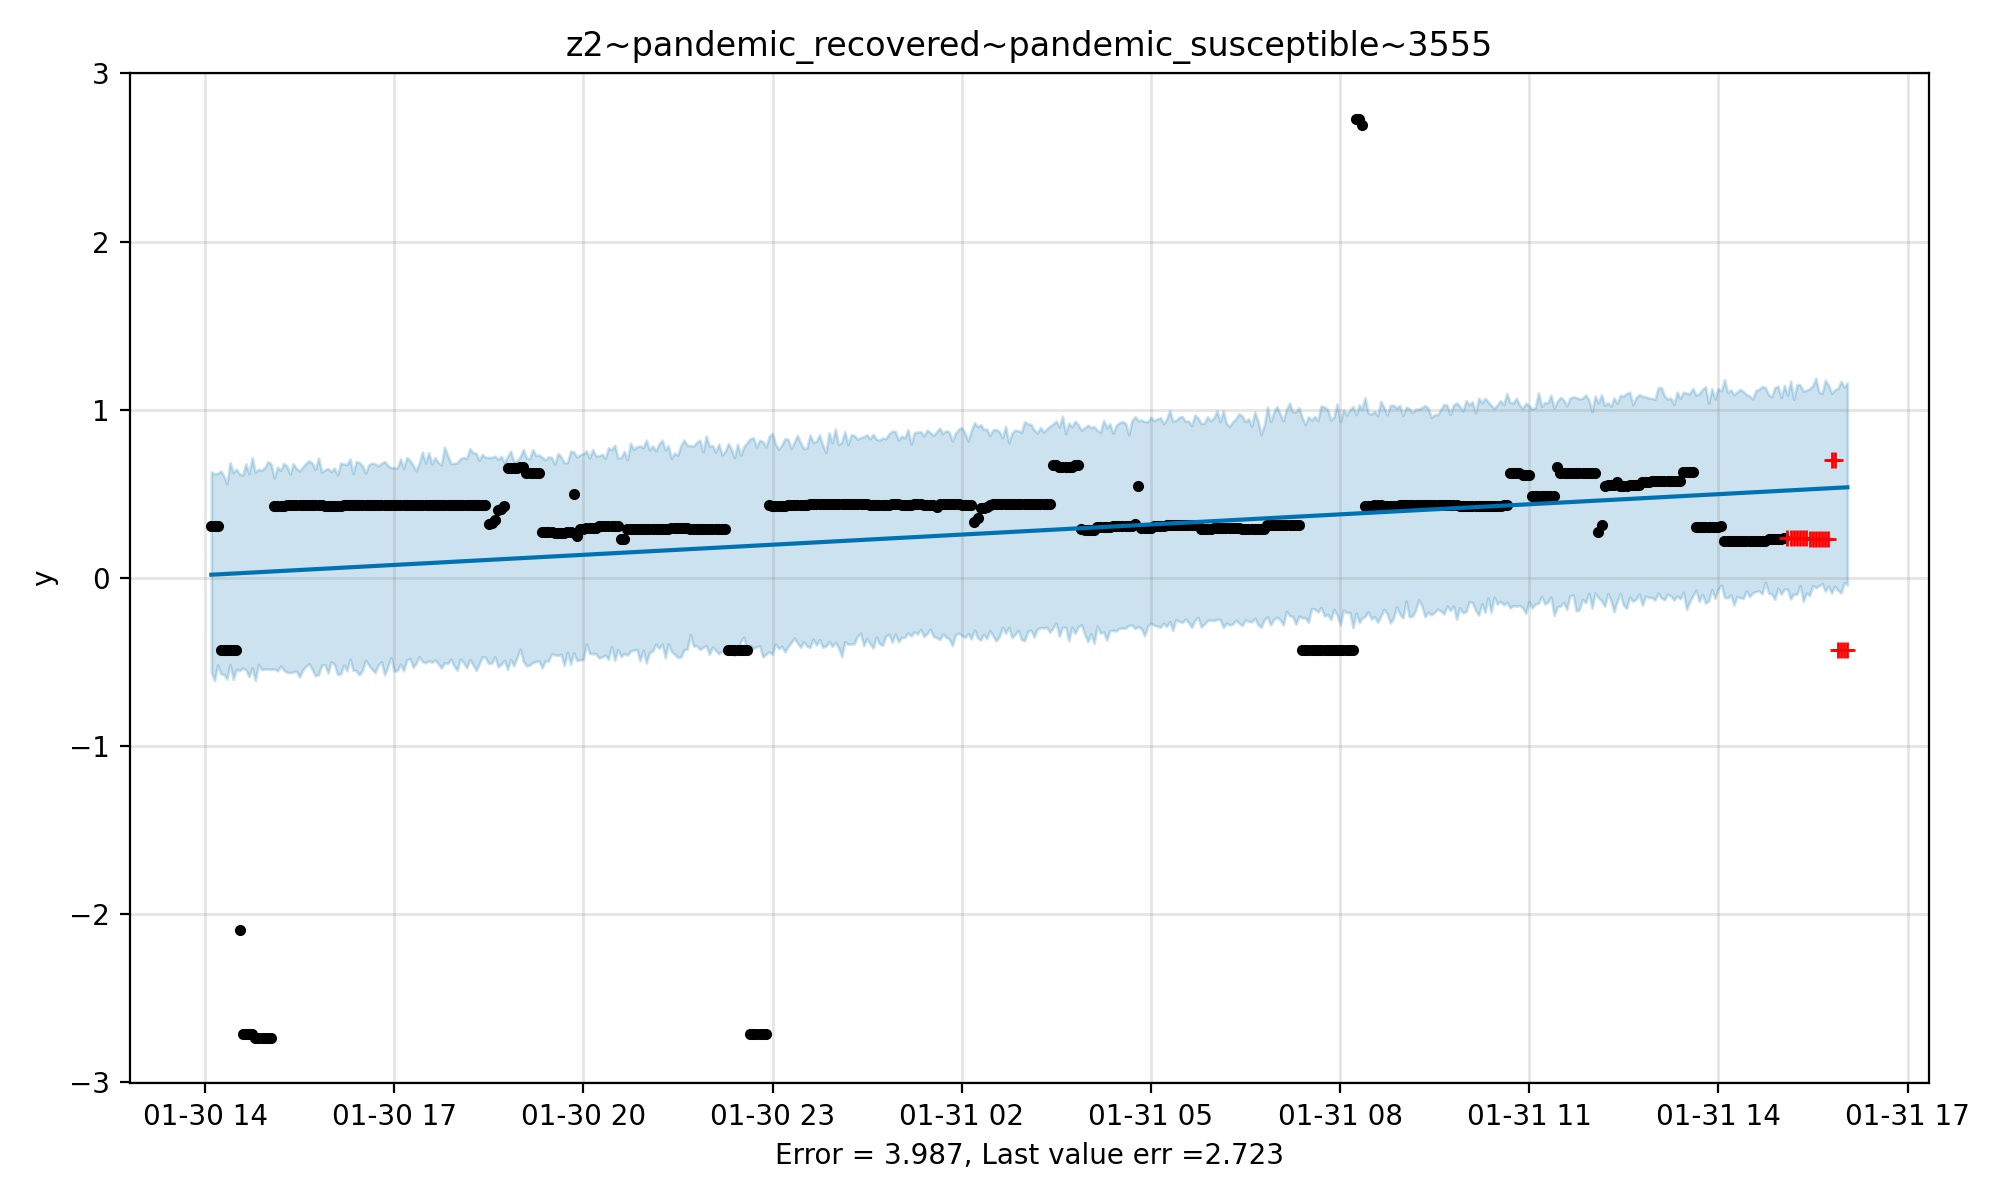 z2~pandemic_recovered~pandemic_susceptible~3555
3
2
1
0
−1
−2
−3
y
01-30 14 01-30 17 01-30 20 01-30 23 01-31 02 01-31 05 01-31 08 01-31 11 01-31 14 01-31 17
Error = 3.987, Last value err =2.723